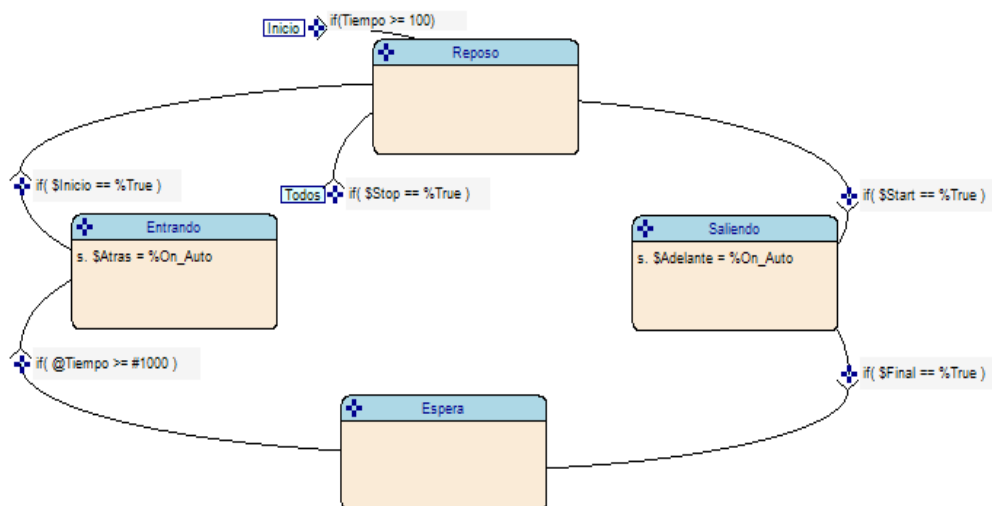 Inicio
if(Tiempo >= 100)
Reposo
if( $Inicio == %True )
Todos
if( $Stop == %True )
if( $Start == %True )
Entrando
s. $Atras = %On_Auto
Saliendo
s. $Adelante = %On_Auto
if( @Tiempo >= #1000 )
if( $Final == %True )
Espera